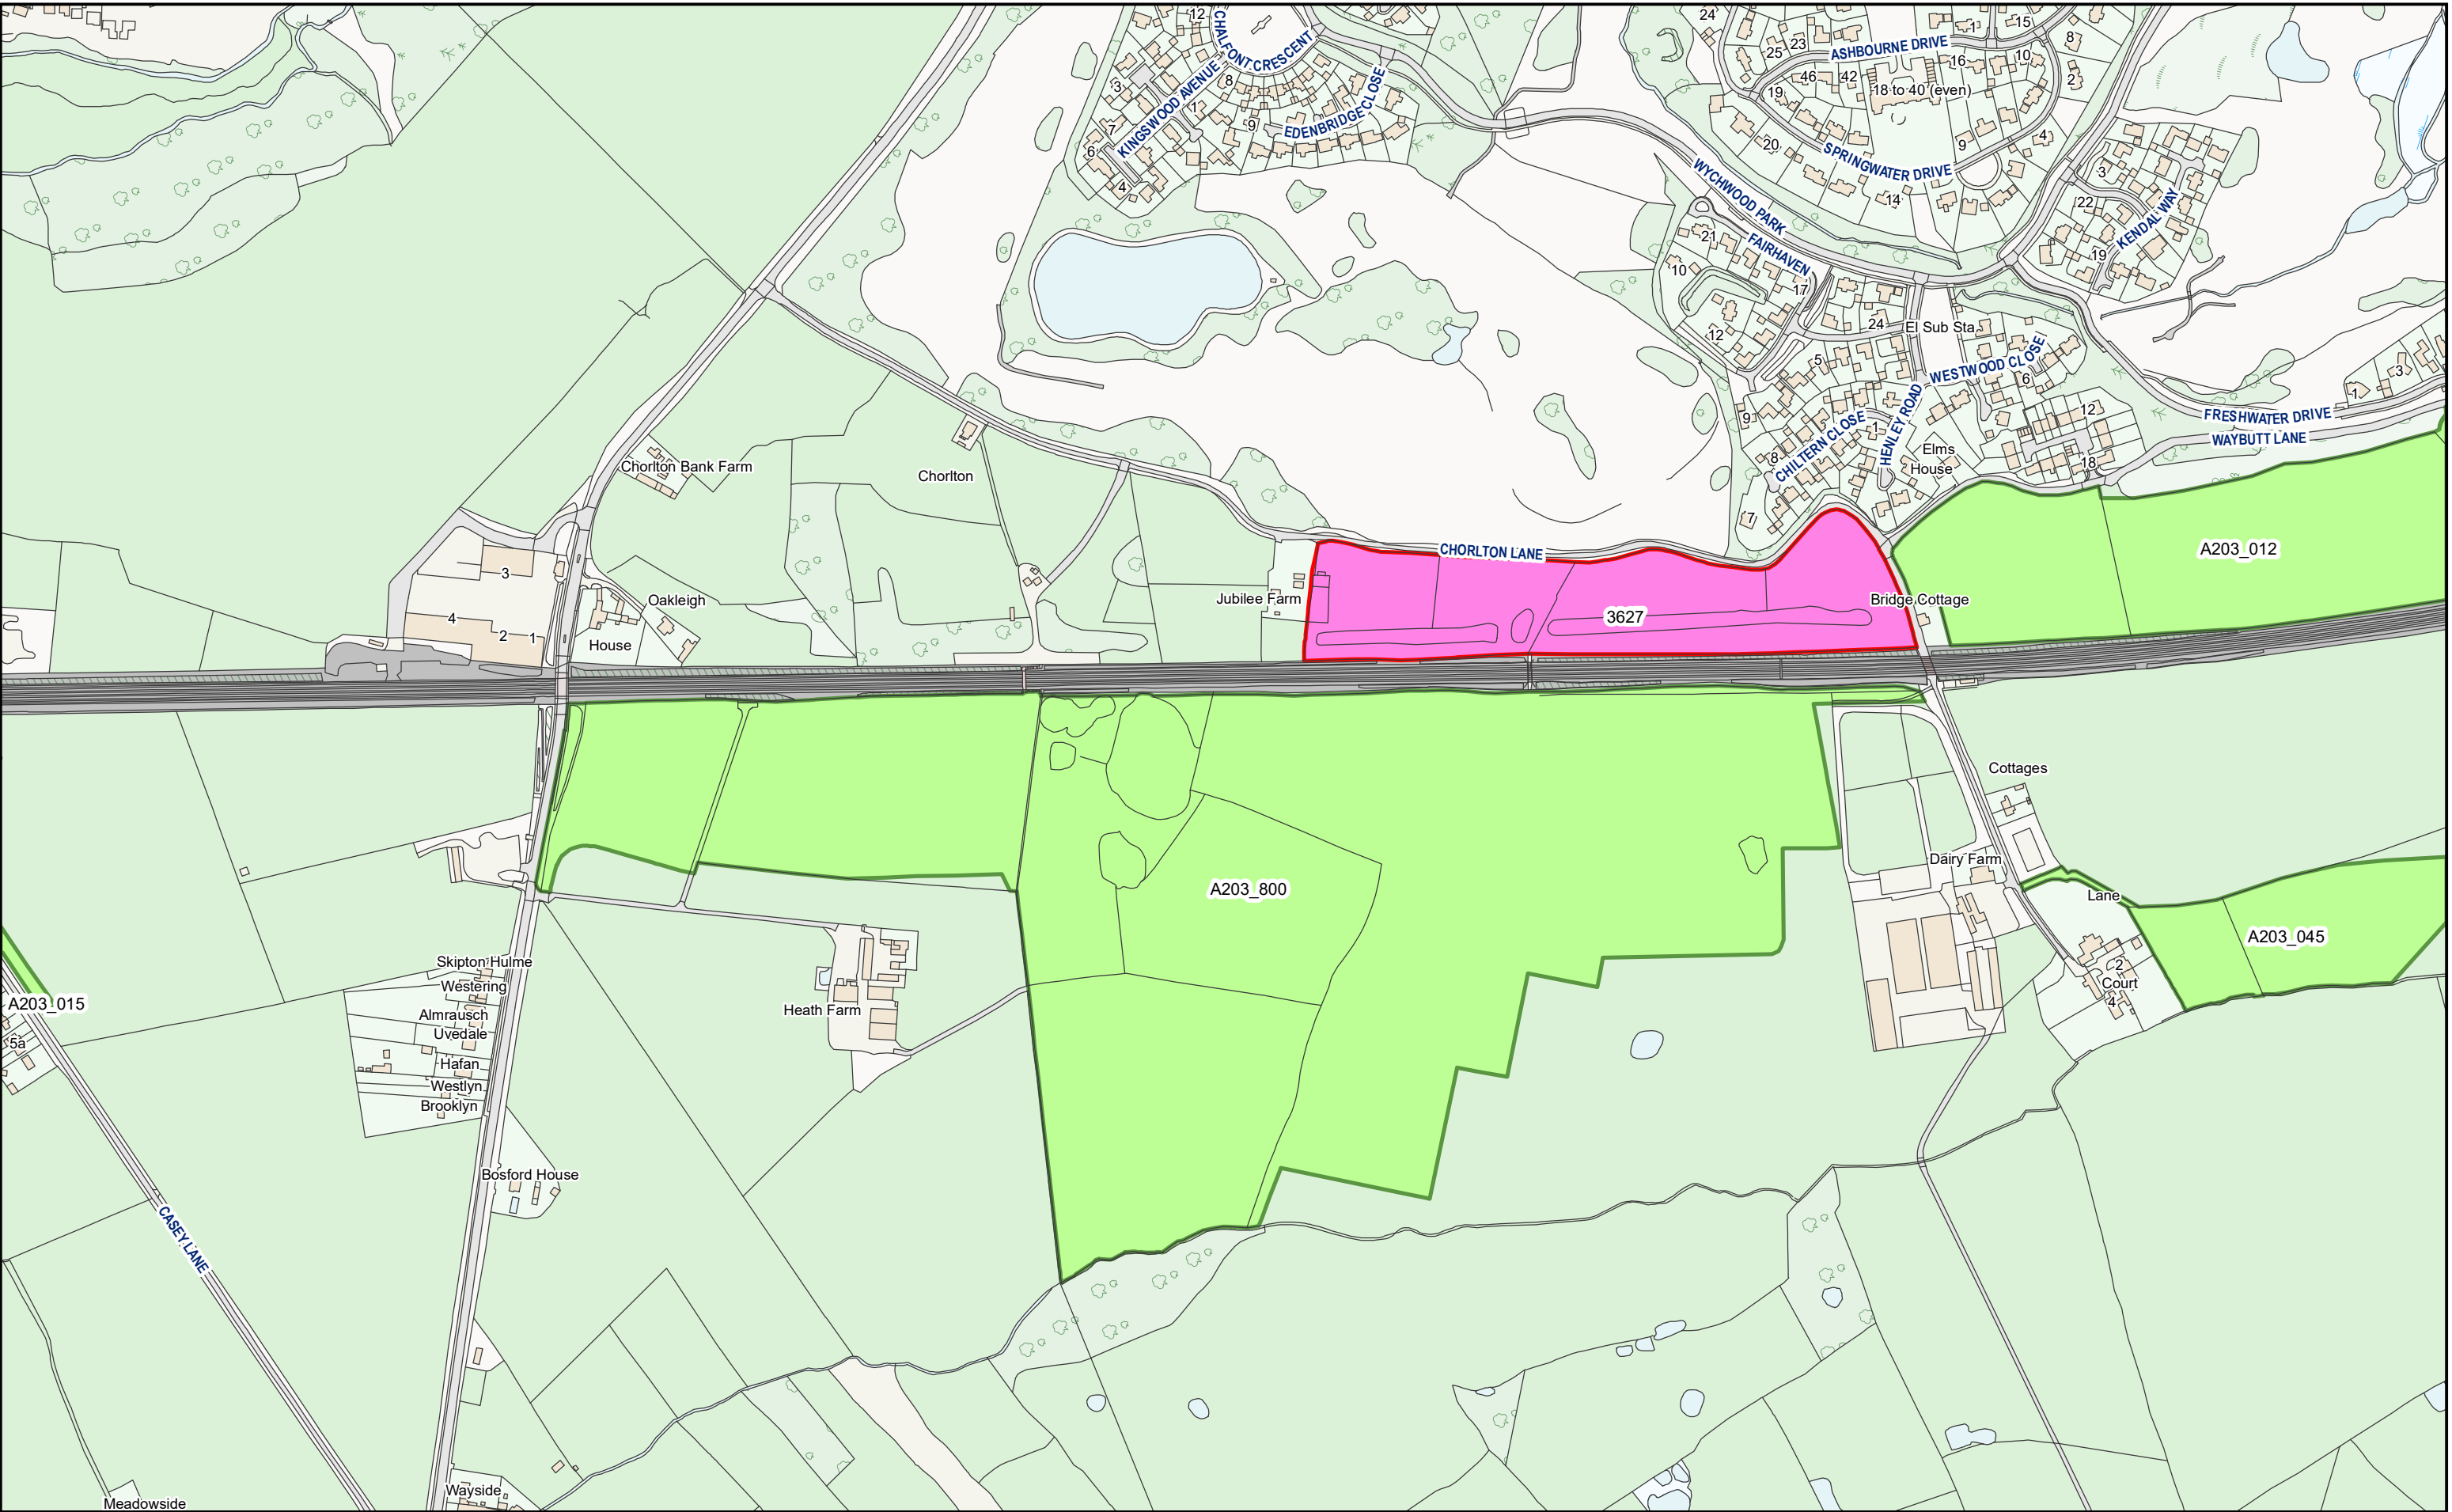 12
CHALFONT CRESCENT
24
1
15
25
23
ASHBOURNE DRIVE
8
3
KINGSWOOD AVENUE
8
EDENBRIDGE CLOSE
46
42
16
10
2
19
18 to 40 (even)
1
7
9
6
20
SPRINGWATER DRIVE
9
4
4
WYCHWOOD PARK
14
3
22
KENDAL WAY
21
FAIRHAVEN
19
10
17
12
24
El Sub Sta
5
WESTWOOD CLOSE
6
1
3
9
CHILTERN CLOSE
1
HENLEY ROAD
12
FRESHWATER DRIVE
WAYBUTT LANE
Chorlton Bank Farm
Chorlton
8
Elms
House
18
7
CHORLTON LANE
A203_012
3
Oakleigh
Jubilee Farm
3627
Bridge Cottage
4
2
1
House
Cottages
Dairy Farm
A203_800
Lane
A203_045
Skipton Hulme
Westering
2
Court
4
A203_015
Almrausch
Heath Farm
Uvedale
5a
Hafan
Westlyn
Brooklyn
Bosford House
CASEY LANE
Wayside
Meadowside